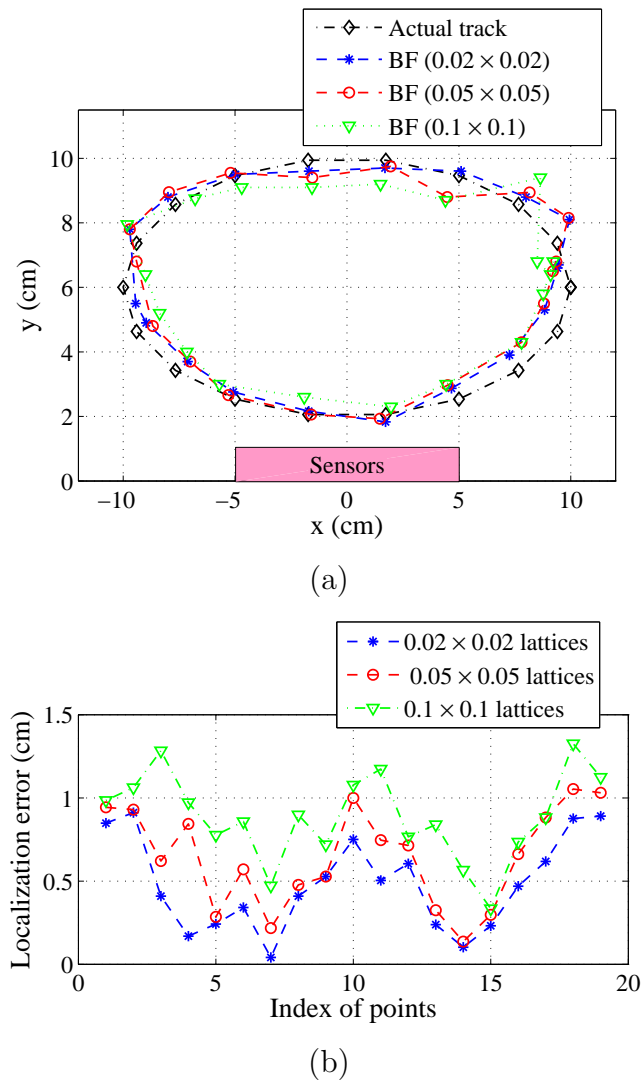 Actual track
BF (0.02 × 0.02)
BF (0.05 × 0.05)
BF (0.1 × 0.1)
10
8
6
4
2
0
y (cm)
Sensors
−10
−5
0
5
10
x (cm)
(a)
0.02 × 0.02 lattices
0.05 × 0.05 lattices
0.1 × 0.1 lattices
1.5
1
0.5
0
Localization error (cm)
0
5
10
15
20
Index of points
(b)